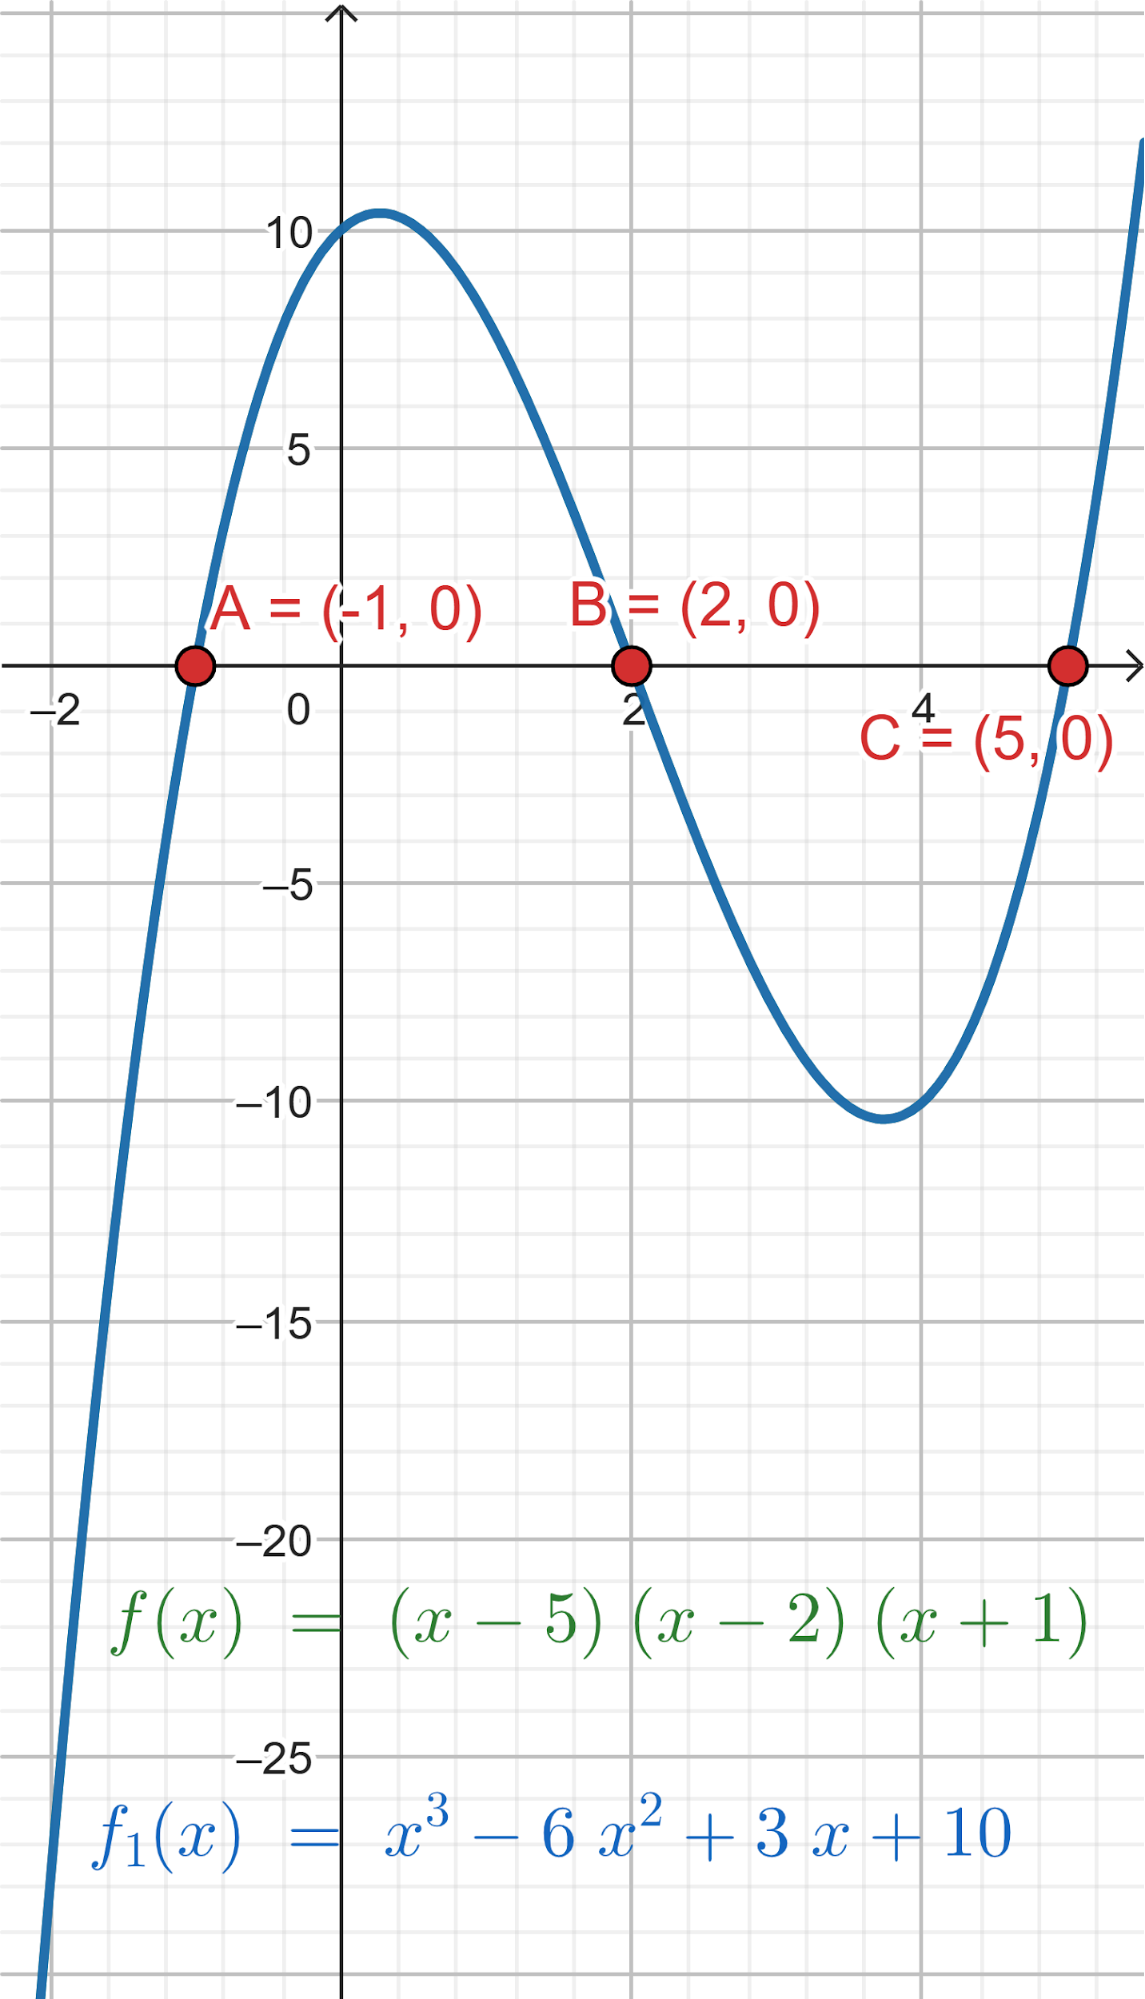 10
5
A = (-1, 0) B = (2, 0)
–2 0 2 4
C = (5, 0)
–5
–10
–15
–20
f(x) = (x − 5) (x − 2) (x + 1)
–25
f₁(x) = x³ − 6 x² + 3 x + 10